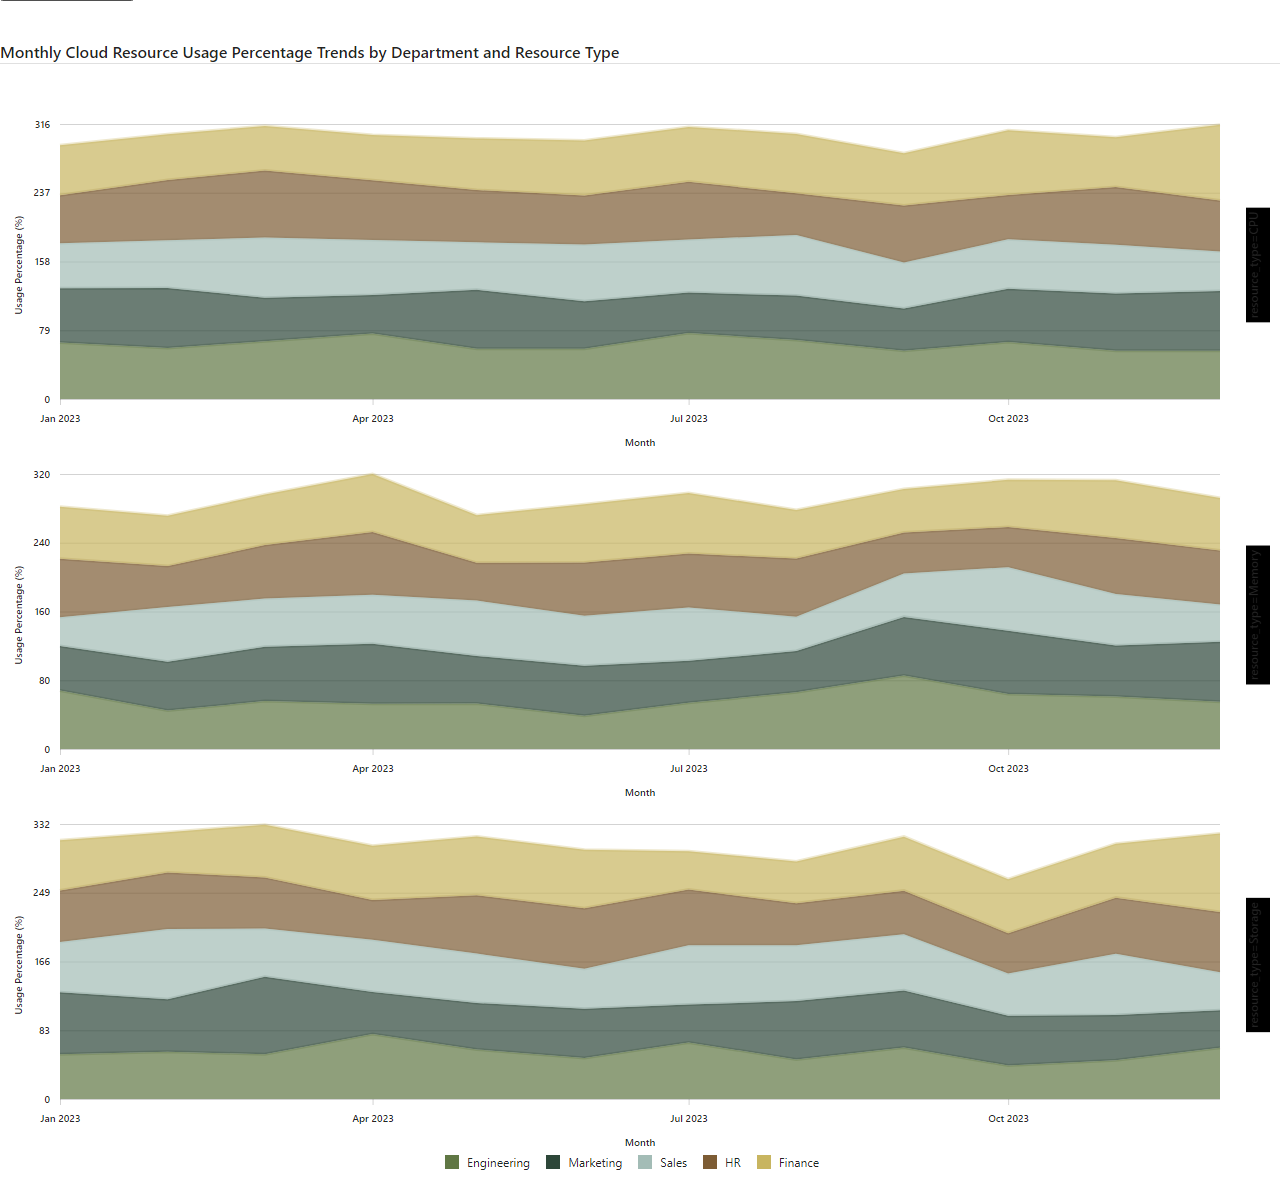 Monthly Cloud Resource Usage Percentage Trends by Department and Resource Type
316
237
158
79
0
Usage Percentage (%)
Jan 2023
Apr 2023
Jul 2023
Oct 2023
Month
resource_type=CPU
320
240
160
80
0
Usage Percentage (%)
Jan 2023
Apr 2023
Jul 2023
Oct 2023
Month
resource_type=Memory
332
249
166
83
0
Usage Percentage (%)
Jan 2023
Apr 2023
Jul 2023
Oct 2023
Month
resource_type=Storage
Engineering Marketing Sales HR Finance